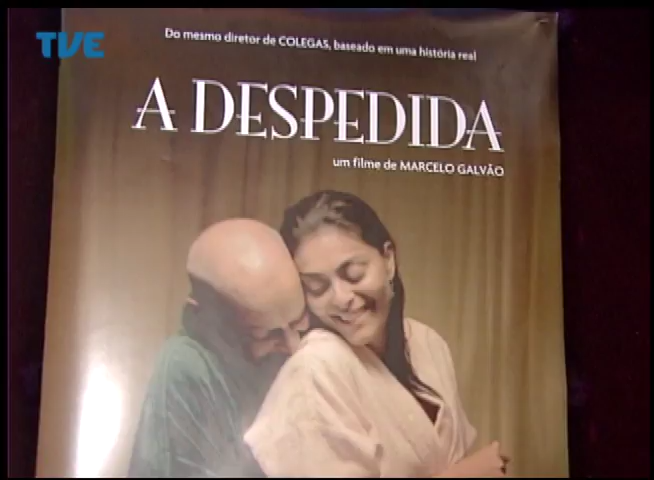 TVE
Do mesmo diretor de COLEGAS, baseado em uma história real
A DESPEDIDA
um filme de MARCELO GALVÃO